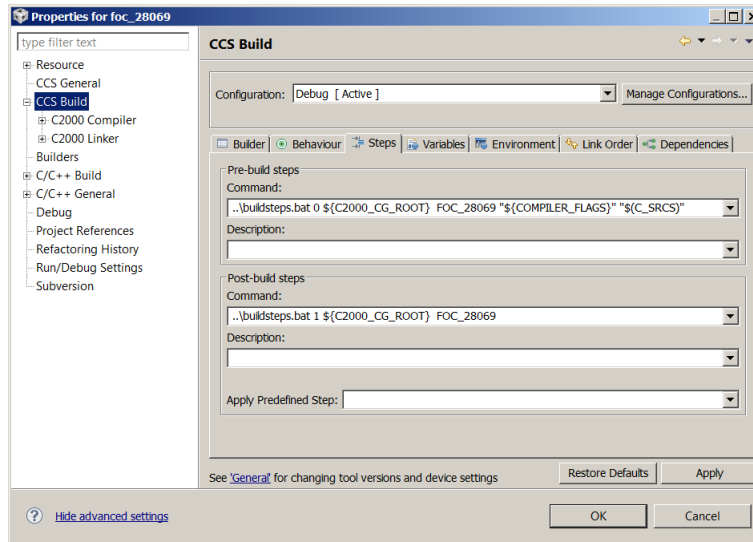 Properties for foc_28069
type filter text
CCS Build
Resource
CCS General
CCS Build
C2000 Compiler
C2000 Linker
Builders
C/C++ Build
C/C++ General
Debug
Project References
Refactoring History
Run/Debug Settings
Subversion
Configuration: Debug [ Active ] Manage Configurations...
Builder Behaviour Steps Variables Environment Link Order Dependencies
Pre-build steps
Command:
..\buildsteps.bat 0 ${C2000_CG_ROOT} FOC_28069 "${COMPILER_FLAGS}" "$(C_SRCS)"
Description:
Post-build steps
Command:
..\buildsteps.bat 1 ${C2000_CG_ROOT} FOC_28069
Description:
Apply Predefined Step:
See 'General' for changing tool versions and device settings
Restore Defaults Apply
Hide advanced settings
OK Cancel